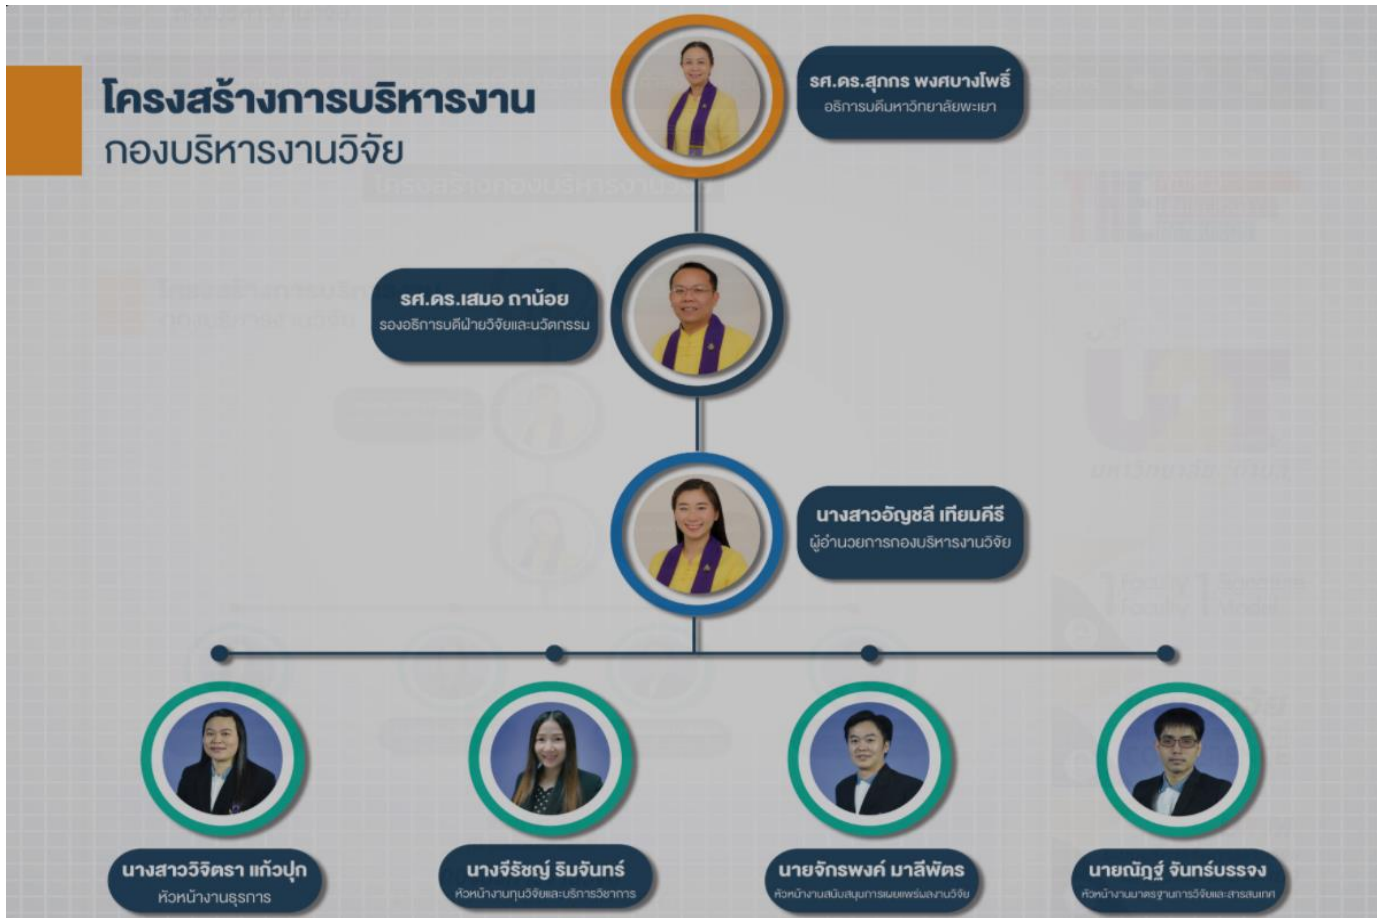 โครงสร้างการบริหารงาน
กองบริหารงานวิจัย
รศ.ดร.สุภกร พงศบางโพธิ์
อธิการบดีมหาวิทยาลัยพะเยา
รศ.ดร.เสมอ ถาน้อย
รองอธิการบดีฝ่ายวิจัยและนวัตกรรม
นางสาวอัญชลี เทียมคีรี
ผู้อำนวยการกองบริหารงานวิจัย
นางสาววิจิตรา แก้วปุก
หัวหน้างานธุรการ
นางจีรัชญ์ ริมจันทร์
หัวหน้างานทุนวิจัยและบริการวิชาการ
นายจักรพงค์ มาลีพัตร
หัวหน้างานสนับสนุนการเผยแพร่ผลงานวิจัย
นายณัฎฐ์ จันทร์บรรจง
หัวหน้างานมาตรฐานการวิจัยและสารสนเทศ